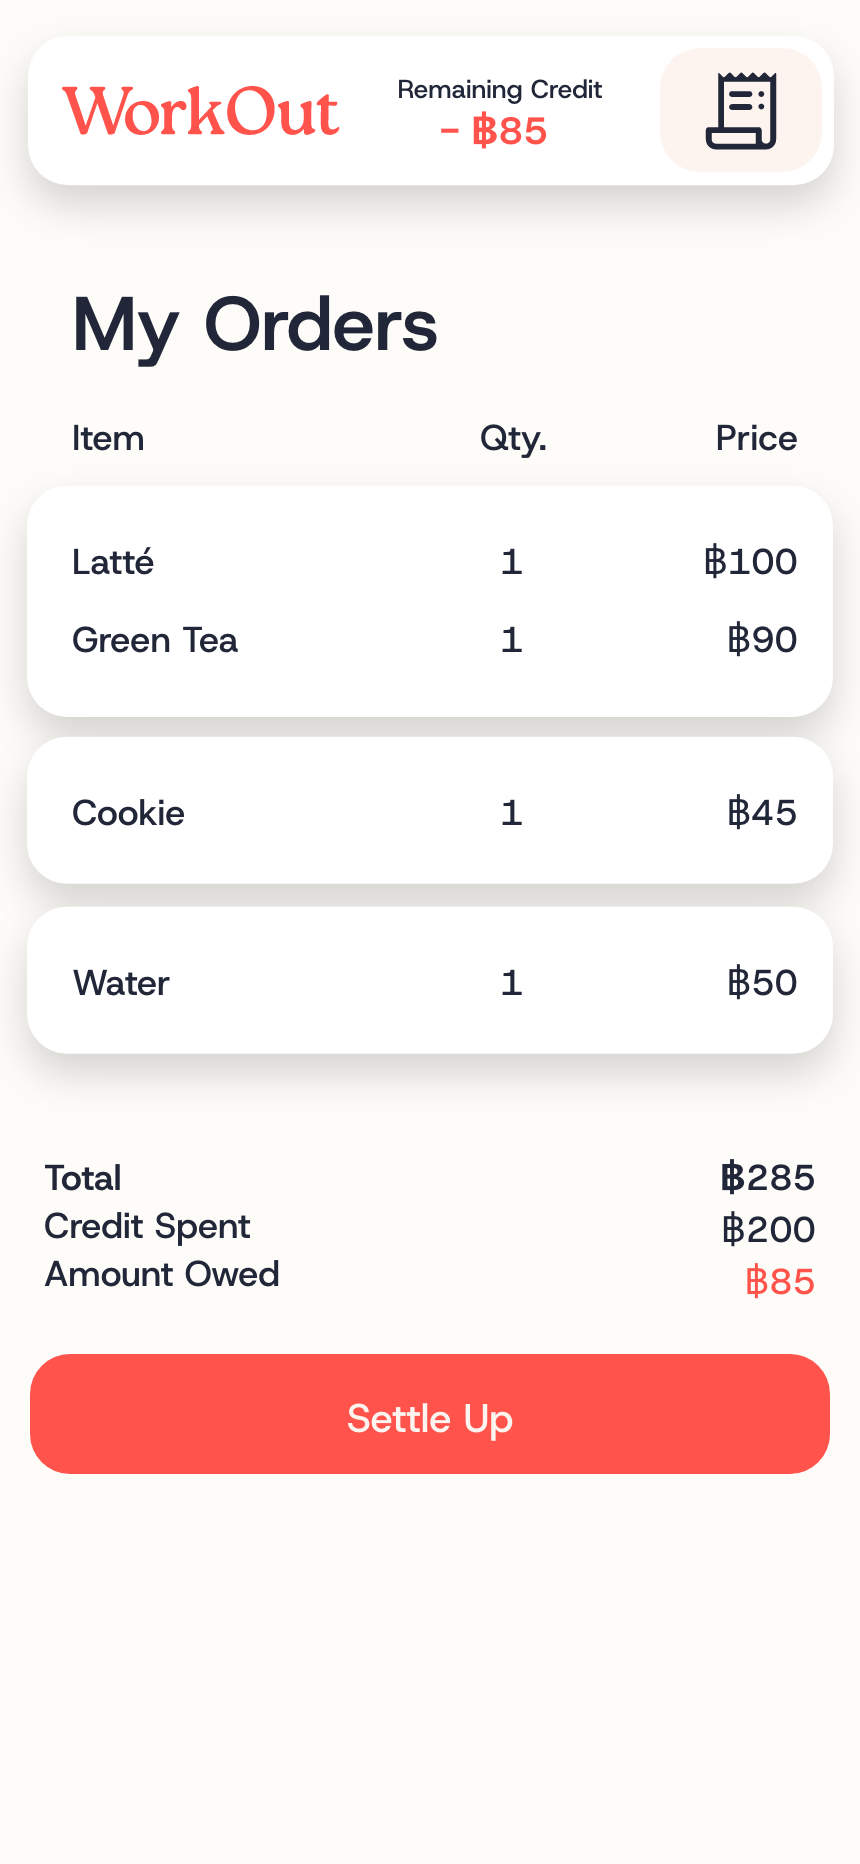 WorkOut
Remaining Credit
- ฿85
My Orders
Item Qty. Price
Latté 1 ฿100
Green Tea 1 ฿90
Cookie 1 ฿45
Water 1 ฿50
Total ฿285
Credit Spent ฿200
Amount Owed ฿85
Settle Up